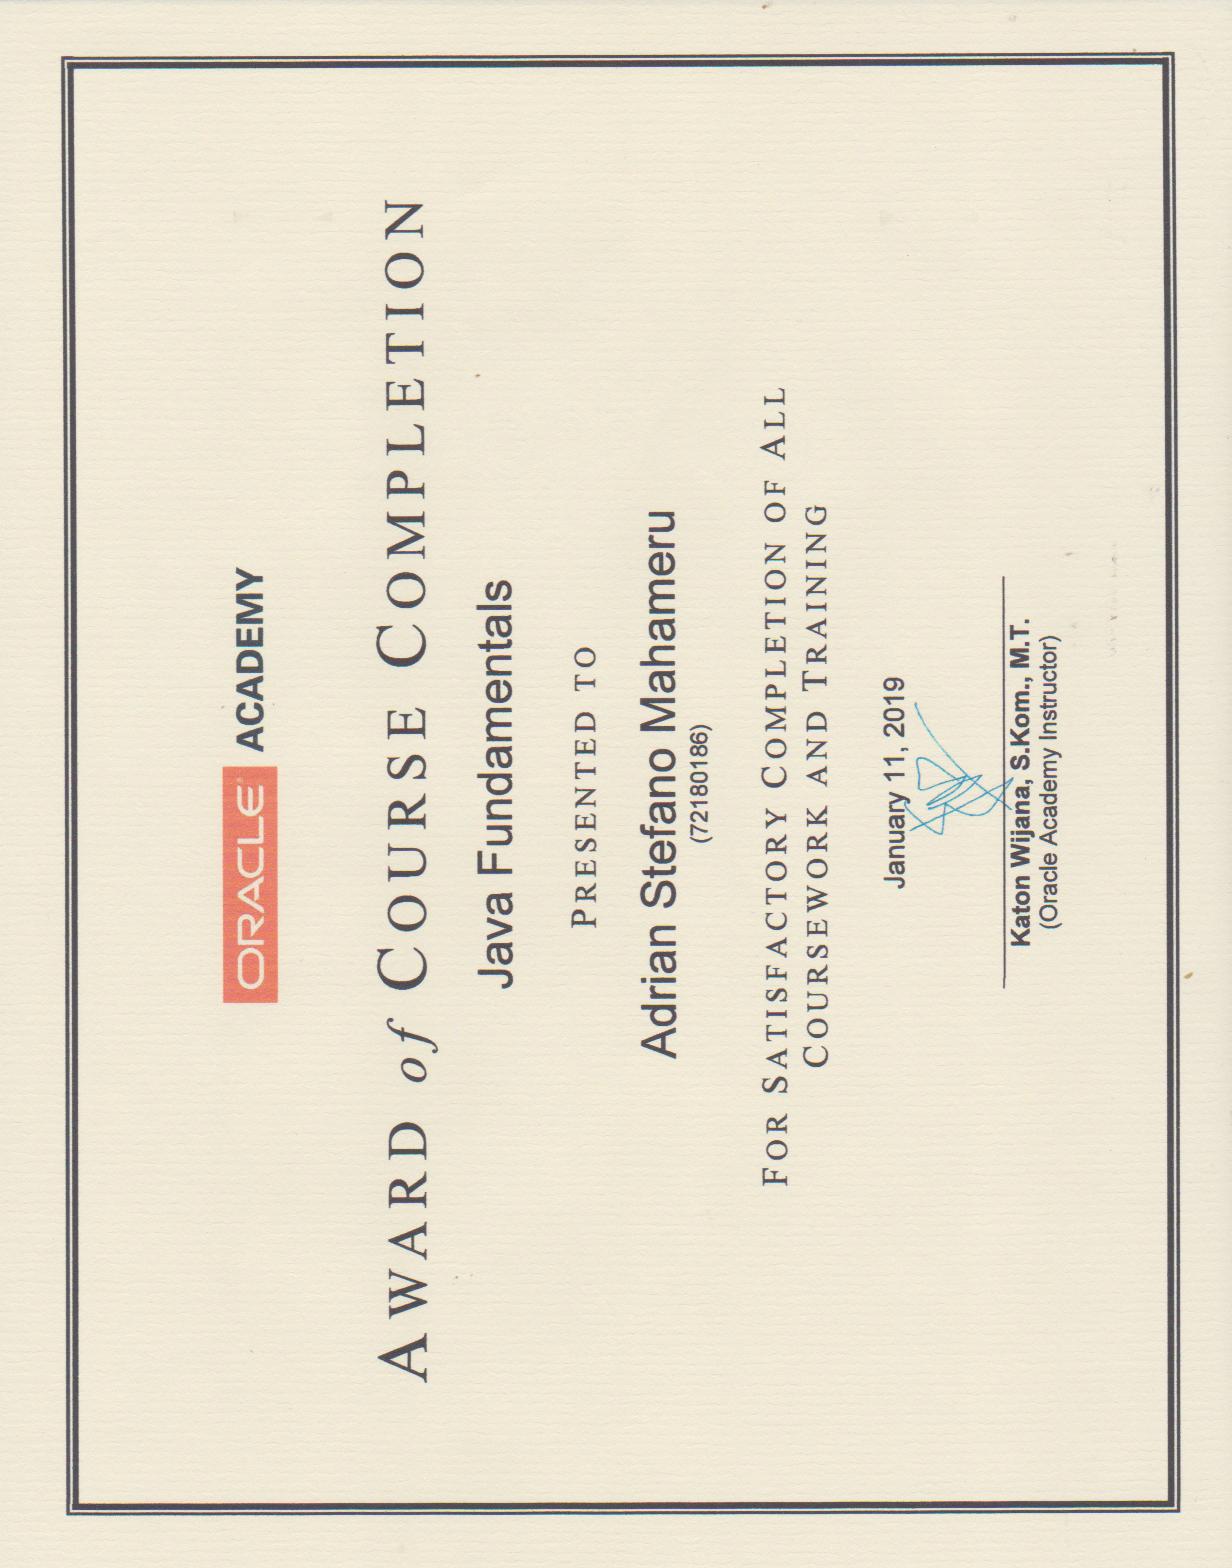 ORACLE ACADEMY
AWARD of COURSE COMPLETION
Java Fundamentals
PRESENTED TO
Adrian Stefano Mahameru
(72180186)
FOR SATISFACTORY COMPLETION OF ALL
COURSEWORK AND TRAINING
January 11, 2019
Katon Wijana, S.Kom., M.T.
(Oracle Academy Instructor)